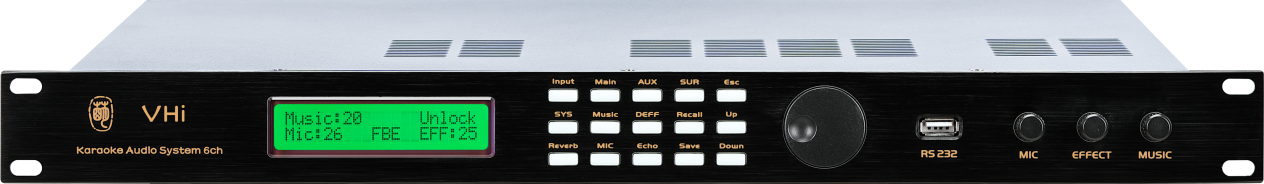 VHi
Karaoke Audio System 6ch
Music:20 Unlock
Mic:26 FBE EFF:25
Input Main AUX SUR Esc
SYS Music DEFF Recall Up
Reverb MIC Echo Save Down
RS 232
MIC EFFECT MUSIC